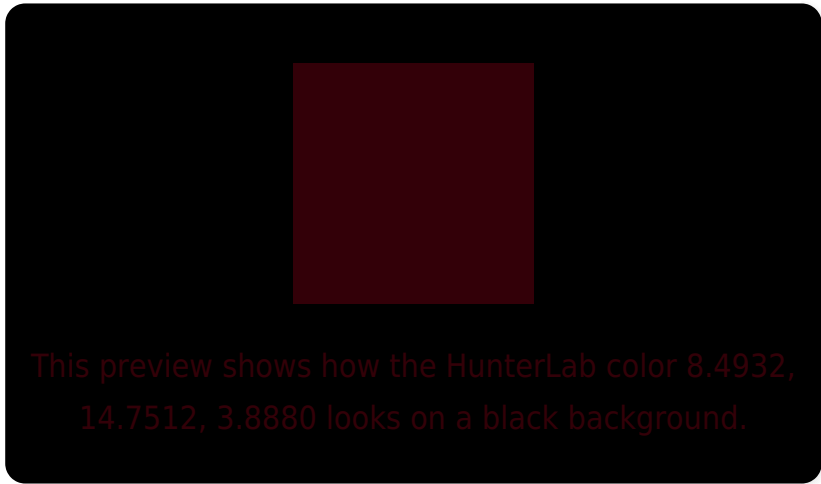 This preview shows how the HunterLab color 8.4932,
14.7512, 3.8880 looks on a black background.